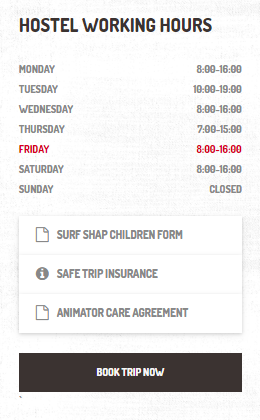 HOSTEL WORKING HOURS
MONDAY 8:00-16:00
TUESDAY 10:00-19:00
WEDNESDAY 8:00-16:00
THURSDAY 7:00-15:00
FRIDAY 8:00-16:00
SATURDAY 8:00-16:00
SUNDAY CLOSED
SURF SHAP CHILDREN FORM
SAFE TRIP INSURANCE
ANIMATOR CARE AGREEMENT
BOOK TRIP NOW